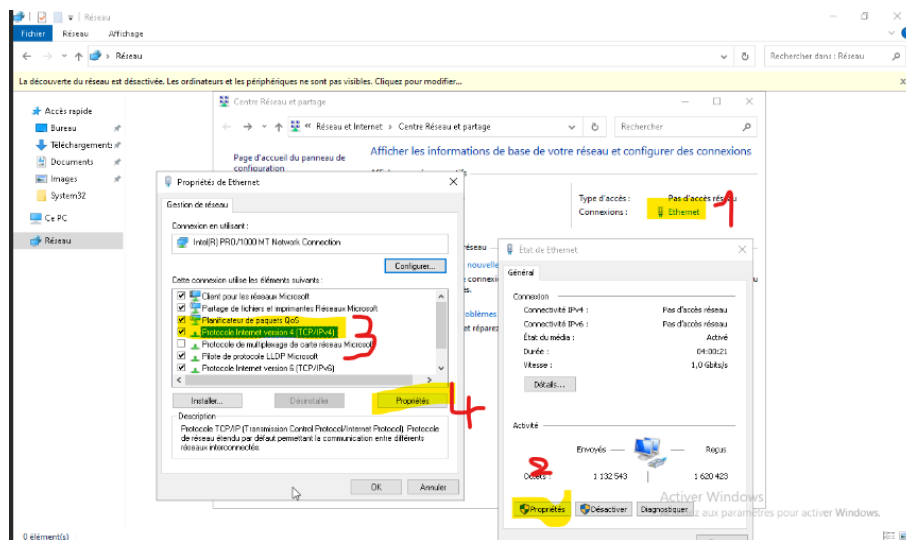 Réseau
Fichier Réseau Affichage
Réseau
Rechercher dans : Réseau
La découverte du réseau est désactivée. Les ordinateurs et les périphériques ne sont pas visibles. Cliquez pour modifier...
Accès rapide
Bureau
Téléchargements
Documents
Images
System32
Ce PC
Réseau
0 élément(s)
Centre Réseau et partage
Réseau et Internet > Centre Réseau et partage
Rechercher
Page d'accueil du panneau de
configuration
Afficher les informations de base de votre réseau et configurer des connexions
Type d'accès : Pas d'accès réseau
Connexions : Ethernet
1
Propriétés de Ethernet
Gestion de réseau
Connexion en utilisant :
Intel(R) PRO/1000 MT Network Connection
Configurer...
Cette connexion utilise les éléments suivants :
Client pour les réseaux Microsoft
Partage de fichiers et imprimantes Réseaux Microsoft
Planificateur de paquets QoS
Protocole Internet version 4 (TCP/IPv4)
Protocole de multiplexage de carte réseau Microsoft
Pilote de protocole LLDP Microsoft
Protocole Internet version 6 (TCP/IPv6)
3
Installer... Désinstaller Propriétés
4
Description
Protocole TCP/IP (Transmission Control Protocol/Internet Protocol). Protocole
de réseau étendu par défaut permettant la communication entre différents
réseaux interconnectés.
OK Annuler
État de Ethernet
Général
Connexion
Connectivité IPv4 : Pas d'accès réseau
Connectivité IPv6 : Pas d'accès réseau
État du média : Activé
Durée : 04:00:21
Vitesse : 1,0 Gbits/s
Détails...
Activité
Envoyés Reçus
2
Octets : 1 132 543 1 620 423
Propriétés Désactiver Diagnostiquer
Activer Windows
aux paramètres pour activer Windows.